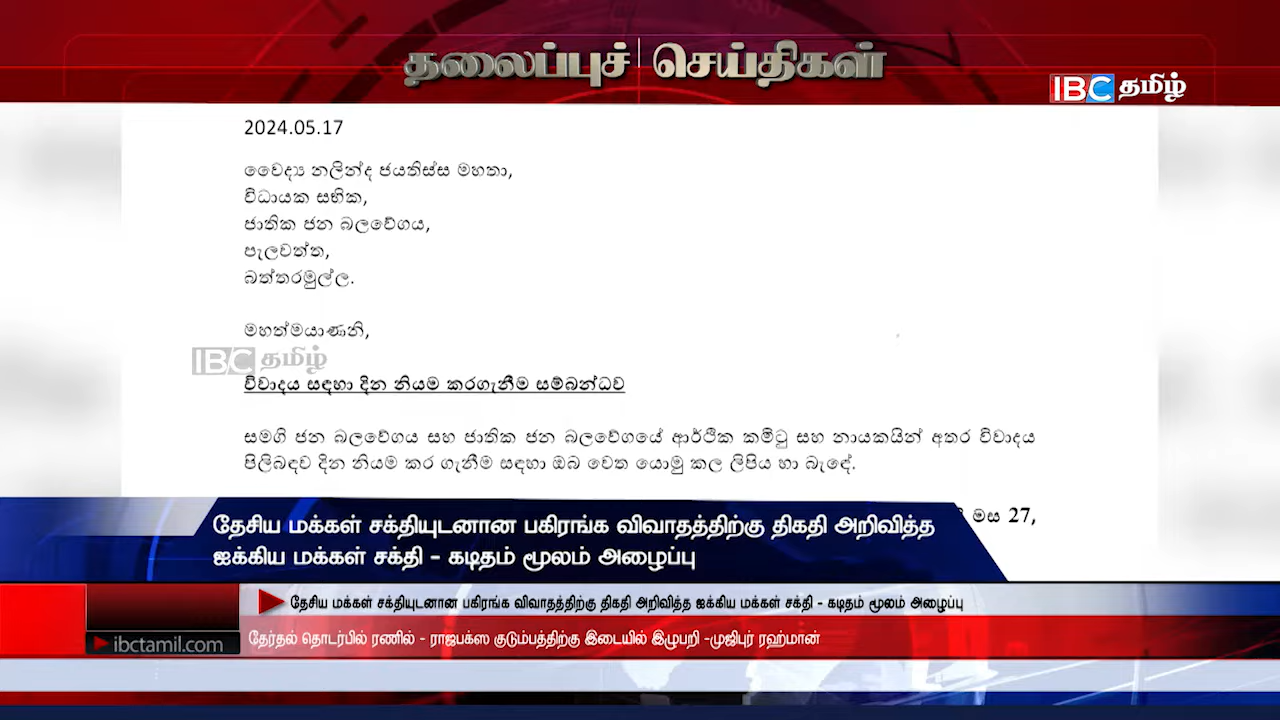 தலைப்புச் செய்திகள்
IBC தமிழ்
2024.05.17
වෛද්‍ය නලින්ද ජයතිස්ස මහතා,
විධායක සභික,
ජාතික ජන බලවේගය,
පැලවත්ත,
බත්තරමුල්ල.
මහත්මයාණනි,
IBC தமிழ்
විවාදය සඳහා දින නියම කරගැනීම සම්බන්ධව
සමගි ජන බලවේගය සහ ජාතික ජන බලවේගයේ ආර්ථික කමිටු සහ නායකයින් අතර විවාදය
පිලිබඳව දින නියම කර ගැනීම සඳහා ඔබ වෙත යොමු කල ලිපිය හා බැඳේ.
මස 27,
தேசிய மக்கள் சக்தியுடனான பகிரங்க விவாதத்திற்கு திகதி அறிவித்த
ஐக்கிய மக்கள் சக்தி - கடிதம் மூலம் அழைப்பு
தேசிய மக்கள் சக்தியுடனான பகிரங்க விவாதத்திற்கு திகதி அறிவித்த ஐக்கிய மக்கள் சக்தி - கடிதம் மூலம் அழைப்பு
ibctamil.com
தேர்தல் தொடர்பில் ரணில் - ராஜபக்ஸ குடும்பத்திற்கு இடையில் இழுபறி -முஜிபுர் ரஹ்மான்